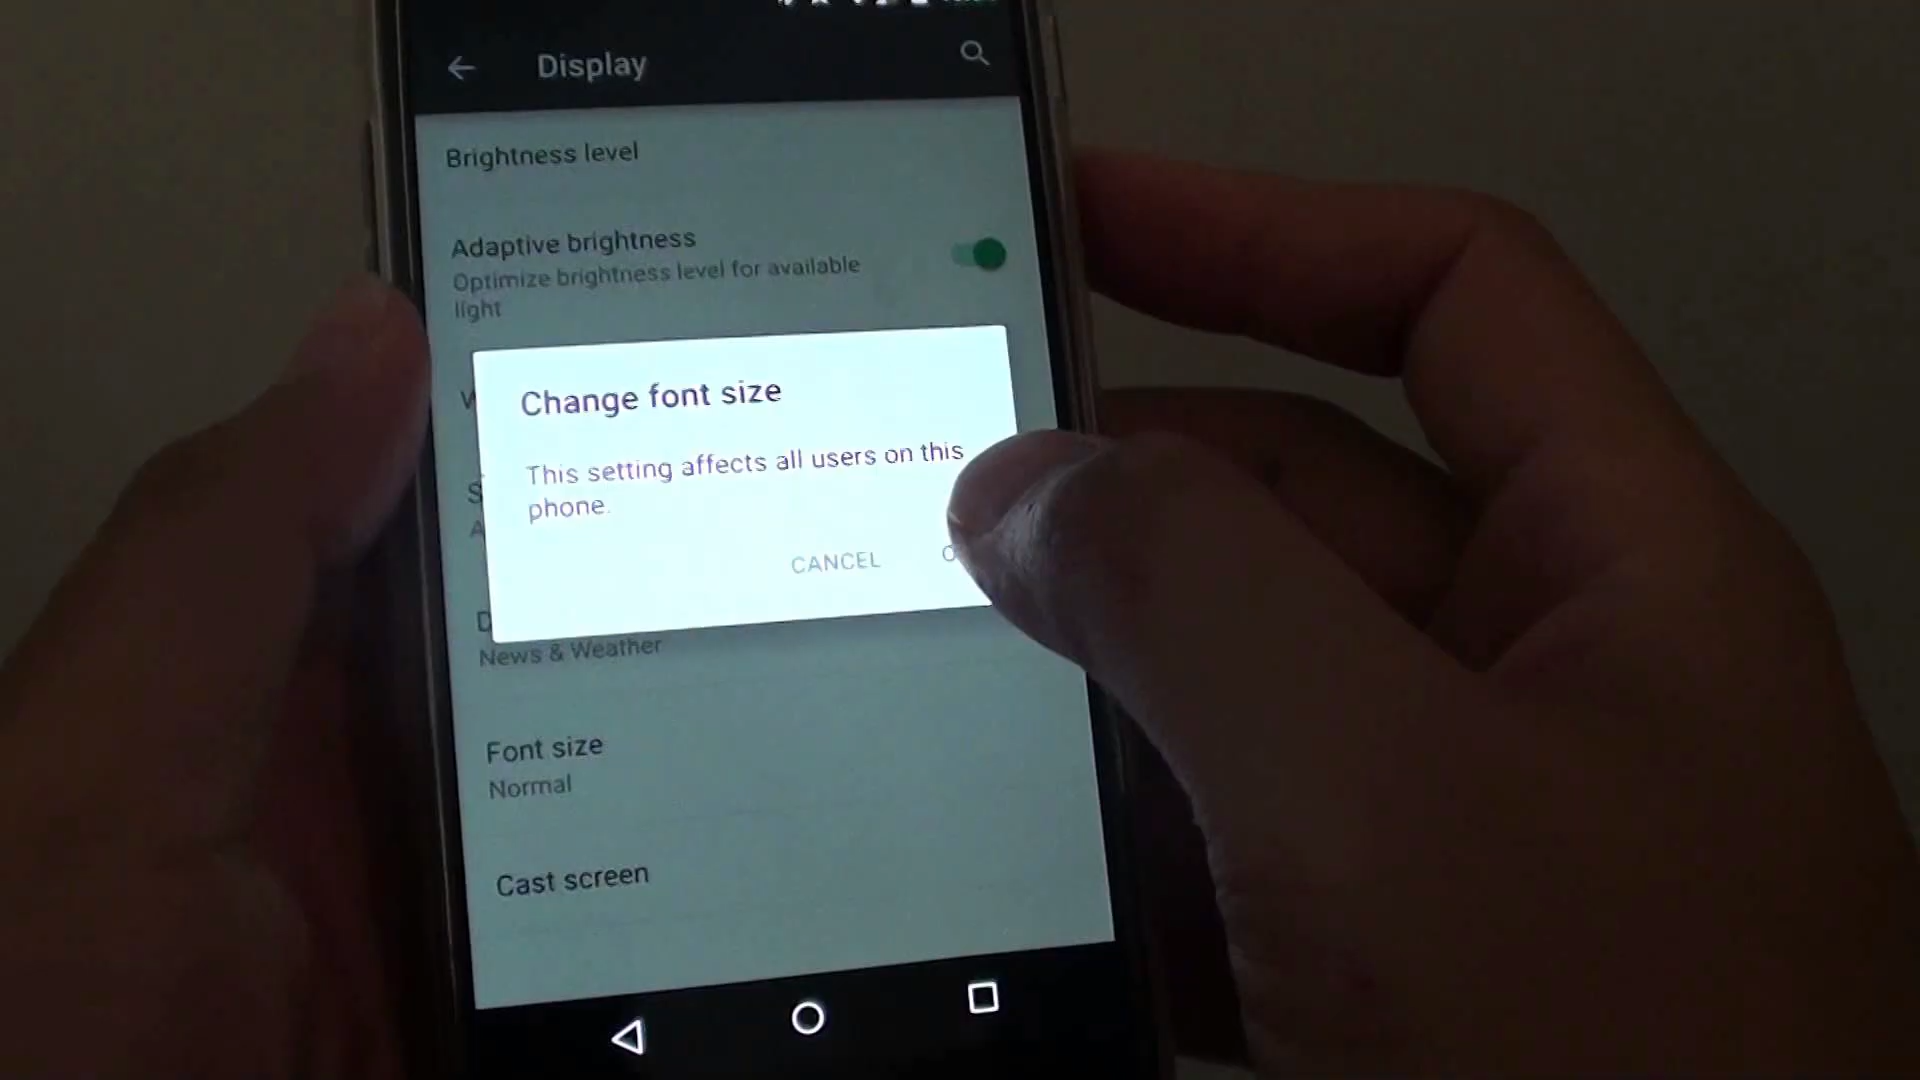 Display
Brightness level
Adaptive brightness
Optimize brightness level for available
light
Change font size
This setting affects all users on this
phone.
CANCEL
News & Weather
Font size
Normal
Cast screen